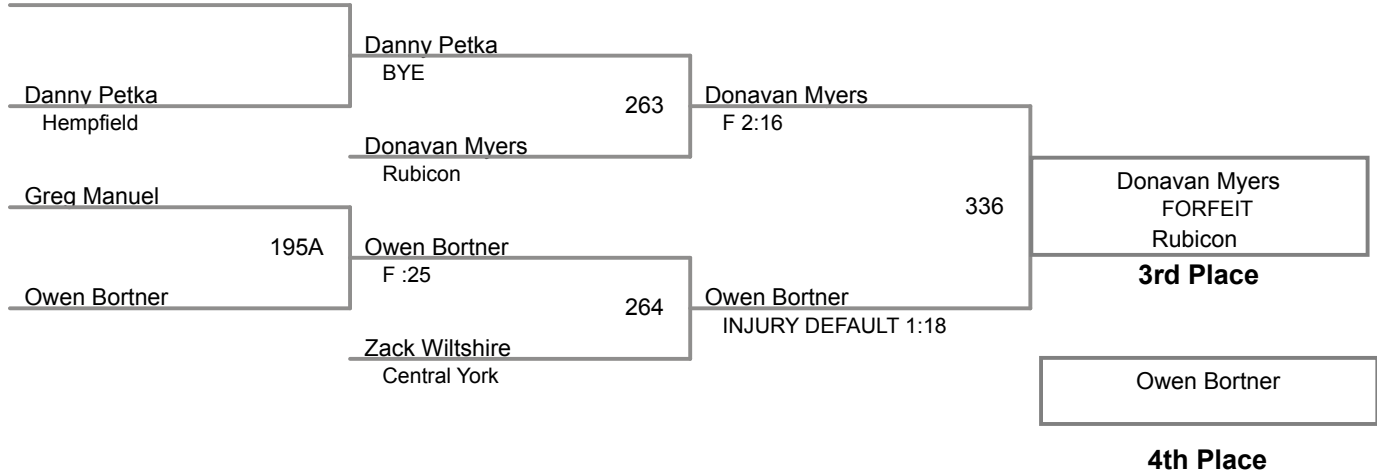 Danny Petka
BYE
Danny Petka
Hempfield
263
Donavan Myers
F 2:16
Donavan Myers
Rubicon
Greg Manuel
195A
Owen Bortner
F :25
Owen Bortner
264
Owen Bortner
INJURY DEFAULT 1:18
Zack Wiltshire
Central York
336
Donavan Myers
FORFEIT
Rubicon
3rd Place
Owen Bortner
4th Place